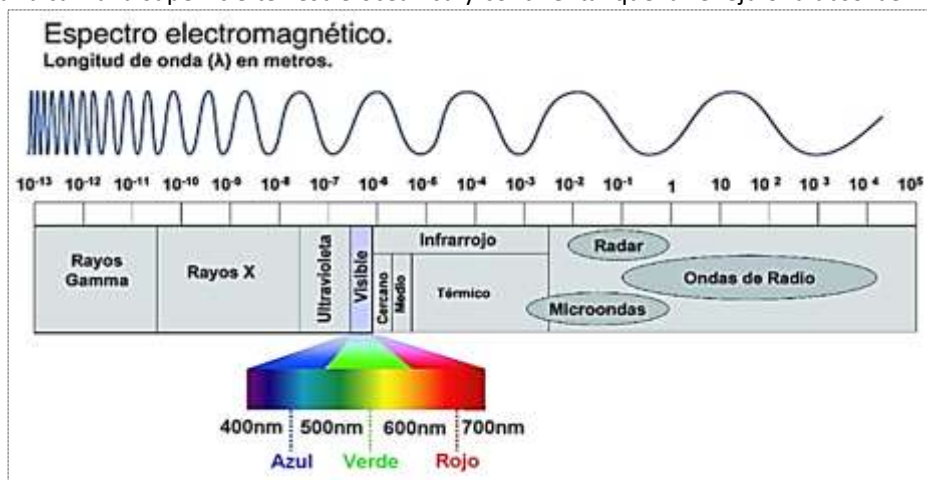 Espectro electromagnético.
Longitud de onda (λ) en metros.
10-13 10-12 10-11 10-10 10-9 10-8 10-7 10-6 10-5 10-4 10-3 10-2 10-1 1 10 10 2 10 3 10 4 10 5
Rayos Gamma
Rayos X
Ultravioleta
Visible
Infrarrojo
Cercano
Medio
Térmico
Radar
Ondas de Radio
Microondas
400nm 500nm 600nm 700nm
Azul Verde Rojo